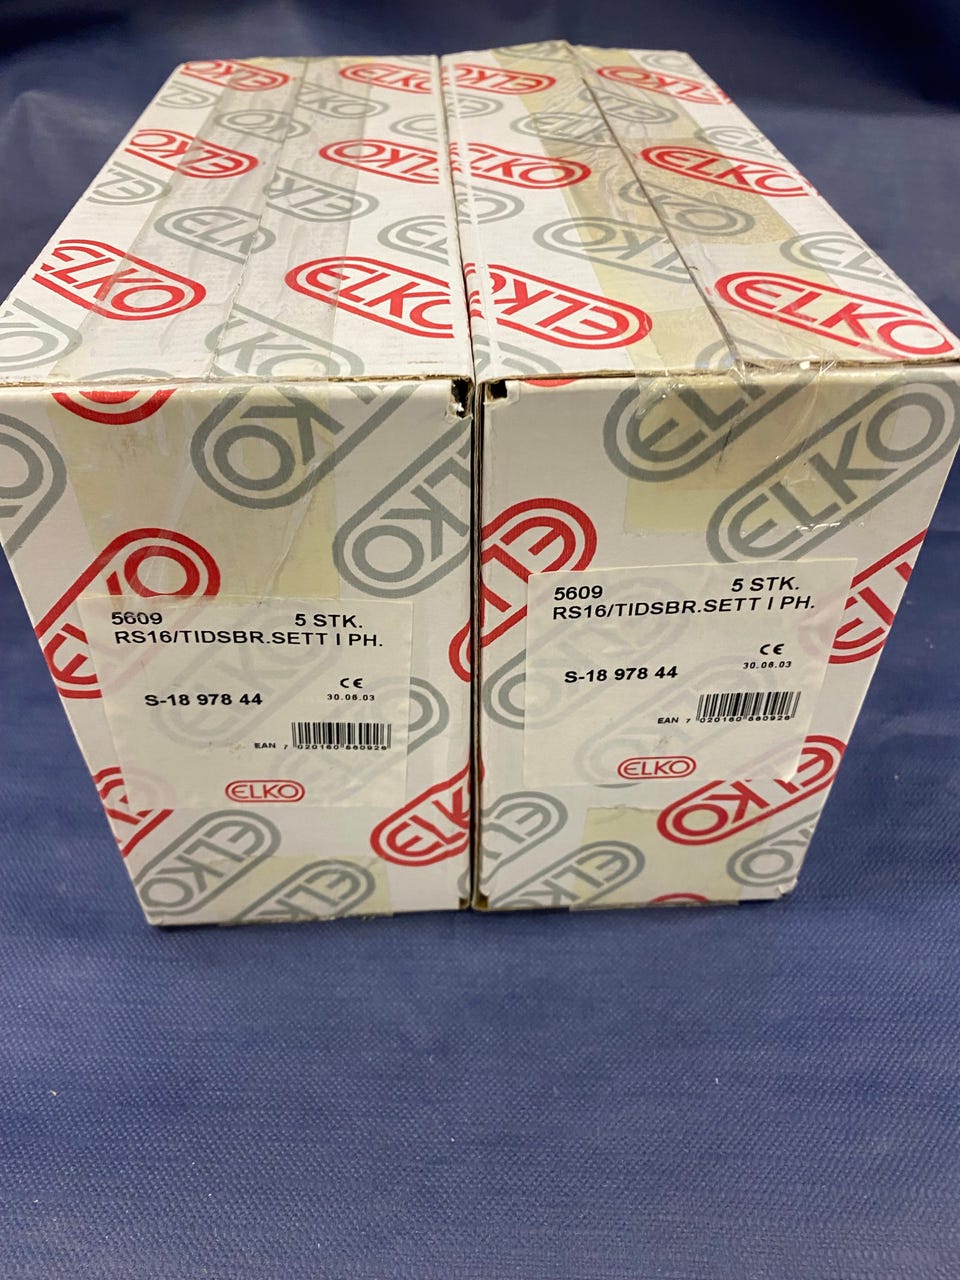 ELKO
5609 5 STK.
RS16/TIDSBR.SETT I PH.
S-18 978 44
CE
30.06.03
EAN 7 020160 560926
ELKO
5609 5 STK.
RS16/TIDSBR.SETT I PH.
S-18 978 44
CE
30.06.03
EAN 7 020160 560926
ELKO